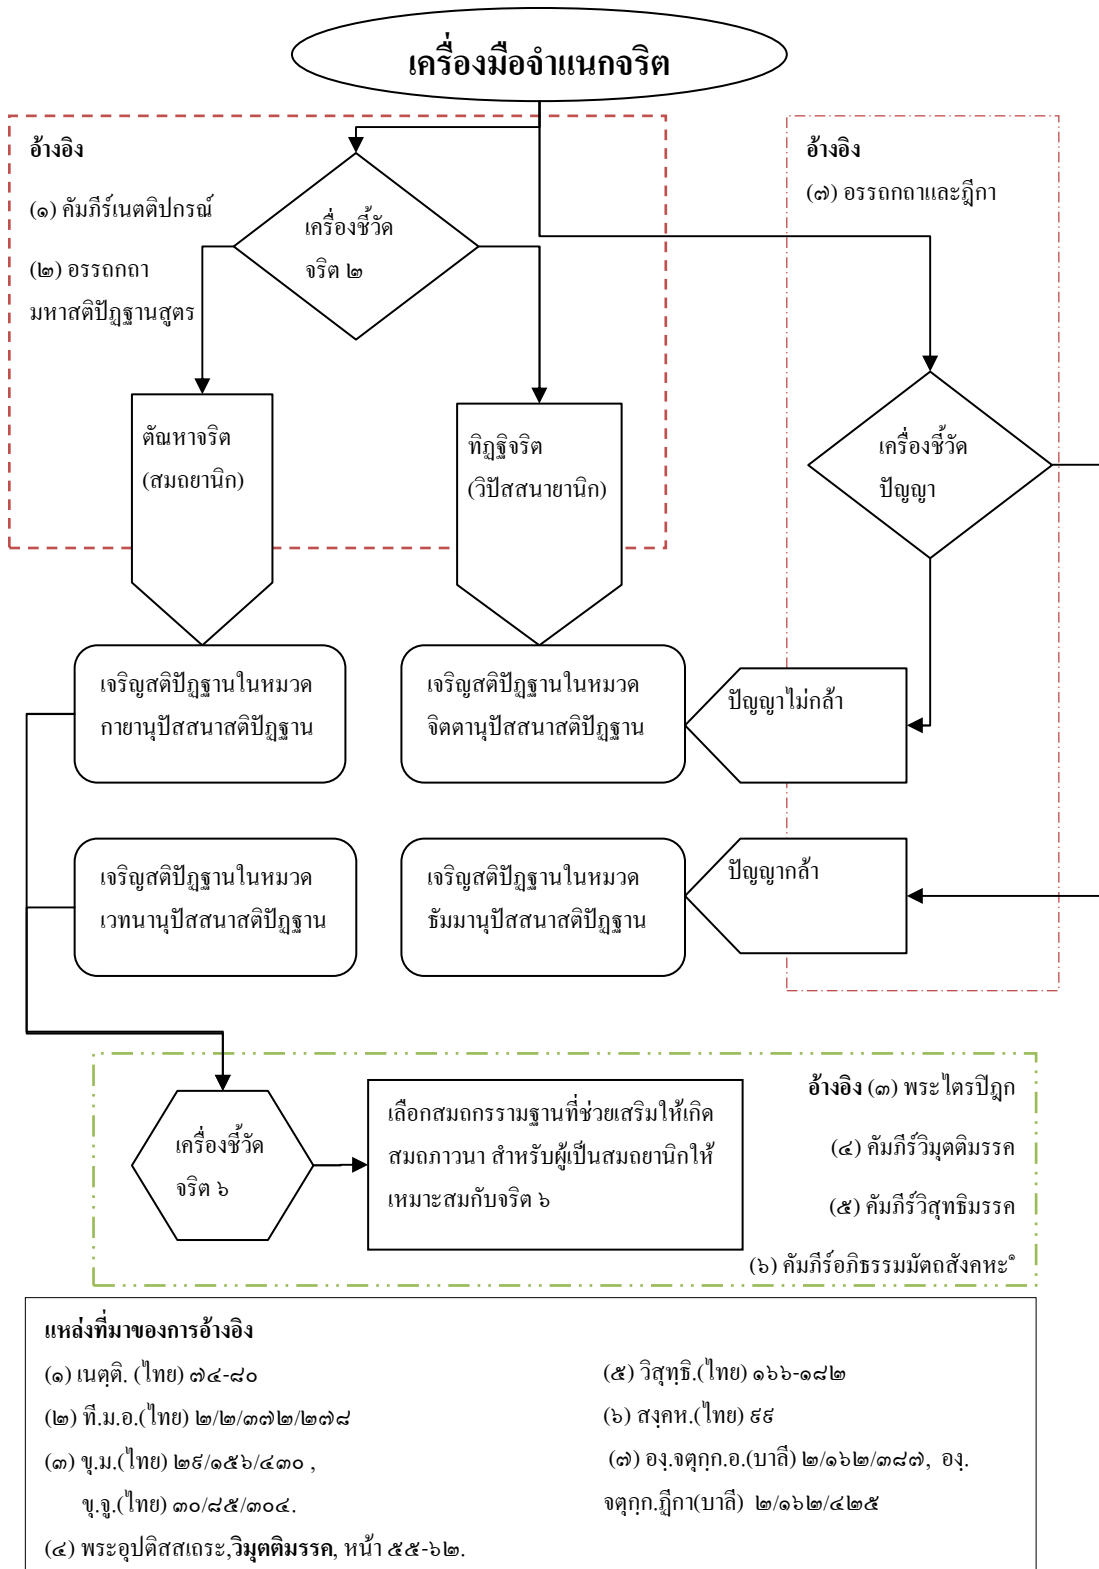 เครื่องมือจำแนกจริต
อ้างอิง
(๑) คัมภีร์เนตติปกรณ์
(๒) อรรถกถา
มหาสติปัฏฐานสูตร
เครื่องชี้วัด
จริต ๒
อ้างอิง
(๗) อรรถกถาและฎีกา
ตัณหาจริต
(สมถยานิก)
ทิฏฐิจริต
(วิปัสสนายานิก)
เครื่องชี้วัด
ปัญญา
เจริญสติปัฏฐานในหมวด
กายานุปัสสนาสติปัฏฐาน
เจริญสติปัฏฐานในหมวด
จิตตานุปัสสนาสติปัฏฐาน
ปัญญาไม่กล้า
เจริญสติปัฏฐานในหมวด
เวทนานุปัสสนาสติปัฏฐาน
เจริญสติปัฏฐานในหมวด
ธัมมานุปัสสนาสติปัฏฐาน
ปัญญากล้า
เครื่องชี้วัด
จริต ๖
เลือกสมถกรรมฐานที่ช่วยเสริมให้เกิด
สมถภาวนา สำหรับผู้เป็นสมถยานิกให้
เหมาะสมกับจริต ๖
อ้างอิง (๓) พระไตรปิฎก
(๔) คัมภีร์วิมุตติมรรค
(๕) คัมภีร์วิสุทธิมรรค
(๖) คัมภีร์อภิธรรมมัตถสังคหะ๑
แหล่งที่มาของการอ้างอิง
(๑) เนตฺติ. (ไทย) ๗๔-๘๐
(๒) ที.ม.อ.(ไทย) ๒/๒/๓๗๒/๒๗๘
(๓) ขุ.ม.(ไทย) ๒๙/๑๕๖/๔๓๐ ,
ขุ.จู.(ไทย) ๓๐/๘๕/๓๐๔.
(๔) พระอุปติสสเถระ,วิมุตติมรรค, หน้า ๕๕-๖๒.
(๕) วิสุทฺธิ.(ไทย) ๑๖๖-๑๘๒
(๖) สงฺคห.(ไทย) ๙๙
(๗) องฺ.จตุกฺก.อ.(บาลี) ๒/๑๖๒/๓๘๗, องฺ.
จตุกฺก.ฏีกา(บาลี) ๒/๑๖๒/๔๒๕